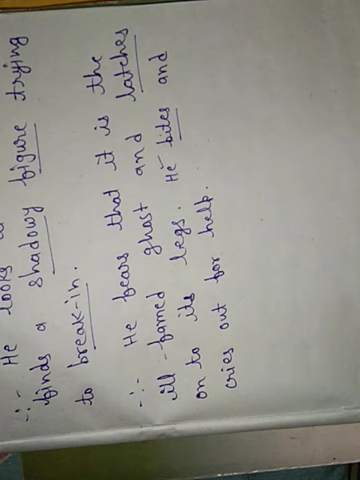 ∴ He looks
finds a shadowy figure trying
to break-in.
∴ He fears that it is the
ill-famed ghost and latches
on to its legs. He bites and
cries out for help.